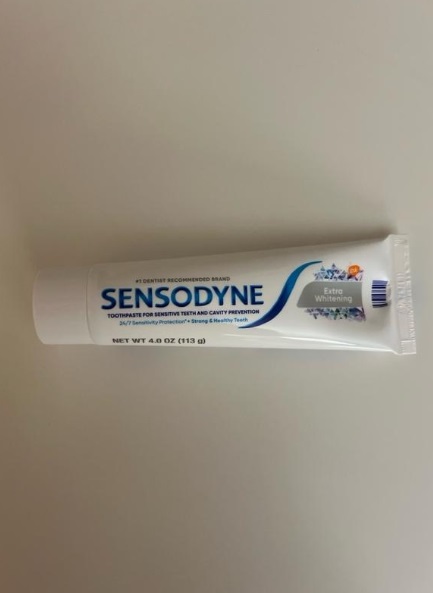 #1 DENTIST RECOMMENDED BRAND
SENSODYNE
TOOTHPASTE FOR SENSITIVE TEETH AND CAVITY PREVENTION
24/7 Sensitivity Protection* • Strong & Healthy Teeth
NET WT 4.0 OZ (113 g)
Extra
Whitening